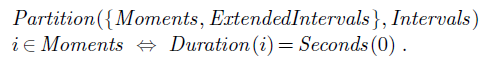 Partition({Moments, ExtendedIntervals}, Intervals)
i ∈ Moments ⇔ Duration(i) = Seconds(0) .